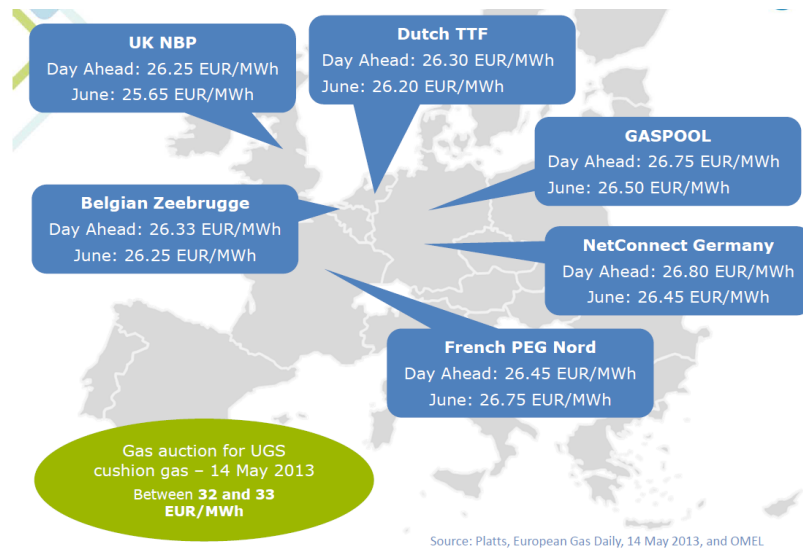 UK NBP
Day Ahead: 26.25 EUR/MWh
June: 25.65 EUR/MWh
Dutch TTF
Day Ahead: 26.30 EUR/MWh
June: 26.20 EUR/MWh
GASPOOL
Day Ahead: 26.75 EUR/MWh
June: 26.50 EUR/MWh
Belgian Zeebrugge
Day Ahead: 26.33 EUR/MWh
June: 26.25 EUR/MWh
NetConnect Germany
Day Ahead: 26.80 EUR/MWh
June: 26.45 EUR/MWh
French PEG Nord
Day Ahead: 26.45 EUR/MWh
June: 26.75 EUR/MWh
Gas auction for UGS
cushion gas – 14 May 2013
Between 32 and 33
EUR/MWh
Source: Platts, European Gas Daily, 14 May 2013, and OMEL